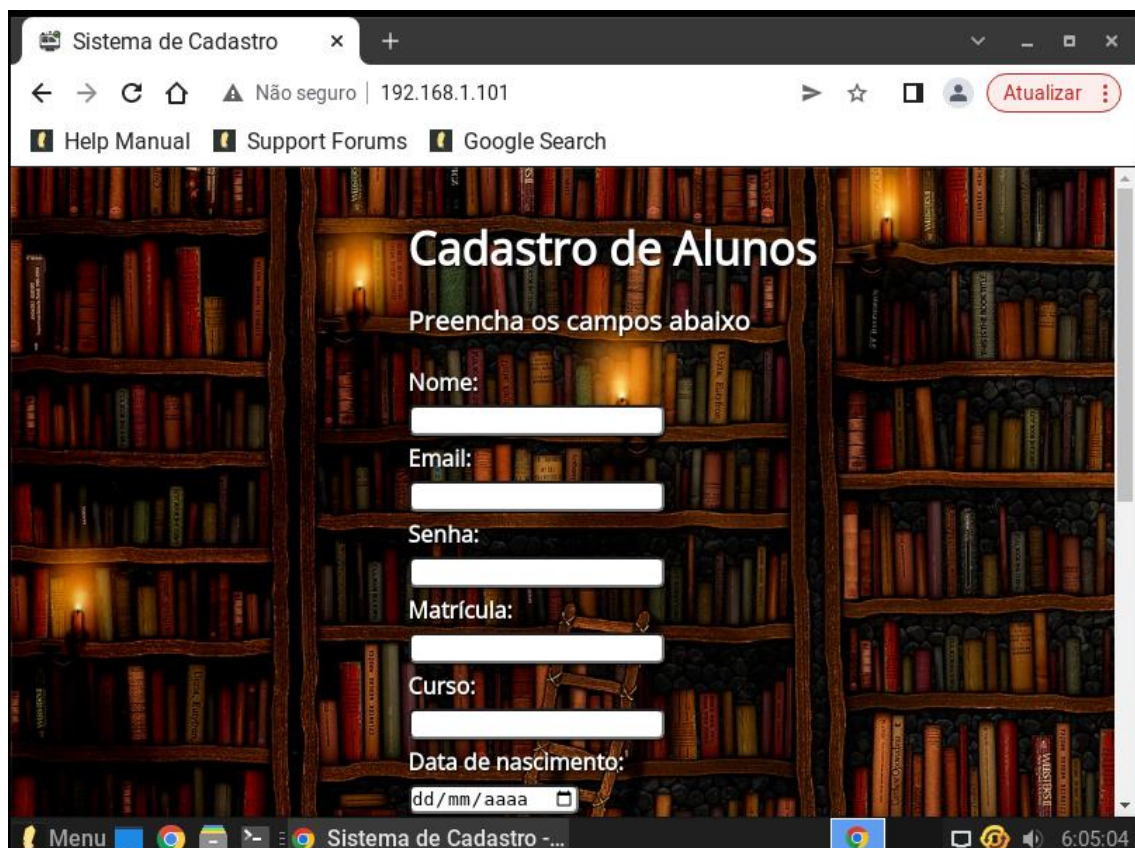 Sistema de Cadastro
Não seguro 192.168.1.101
Atualizar
Help Manual Support Forums Google Search
Cadastro de Alunos
Preencha os campos abaixo
Nome:
Email:
Senha:
Matrícula:
Curso:
Data de nascimento:
dd/mm/aaaa
Menu Sistema de Cadastro -... 6:05:04